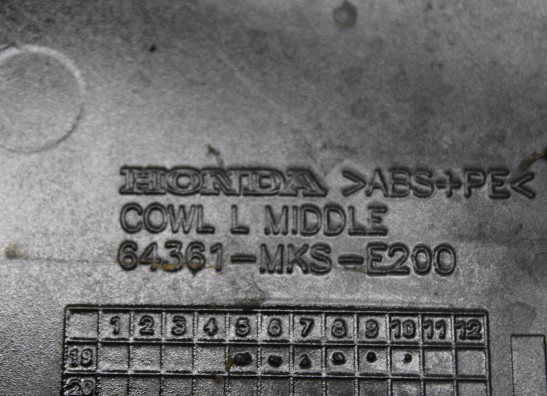 HONDA >ABS+PE<
COWL L MIDDLE
64361-MKS-E200
1 2 3 4 5 6 7 8 9 10 11 12
19
20